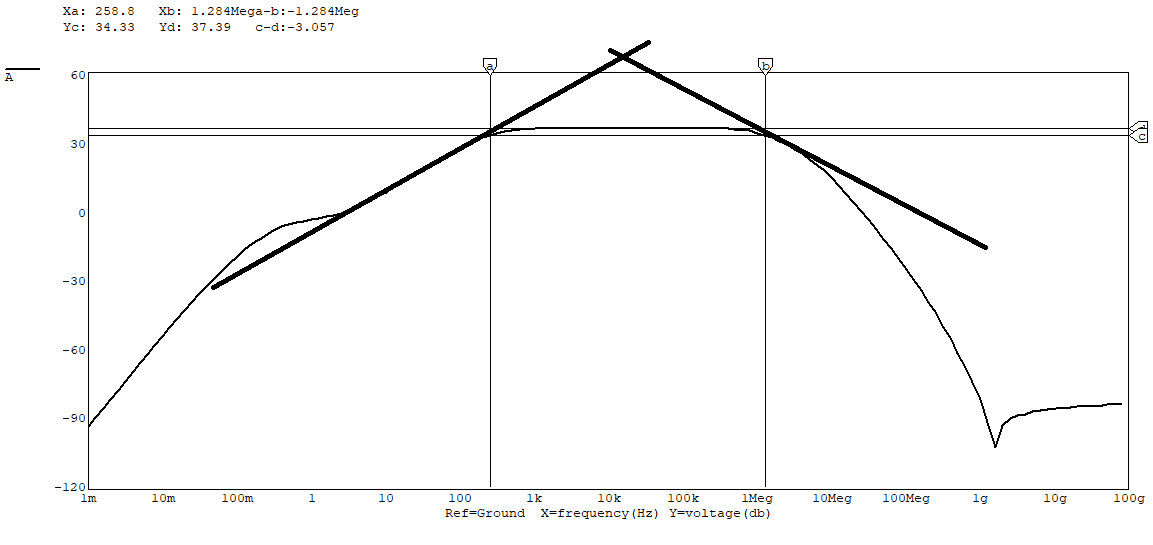 Xa: 258.8   Xb: 1.284Mega-b:-1.284Meg
Yc: 34.33   Yd: 37.39  c-d:-3.057
A
a
b
60
30
0
-30
-60
-90
-120
c
1m 10m 100m 1 10 100 1k 10k 100k 1Meg 10Meg 100Meg 1g 10g 100g
Ref=Ground  X=frequency(Hz) Y=voltage(db)